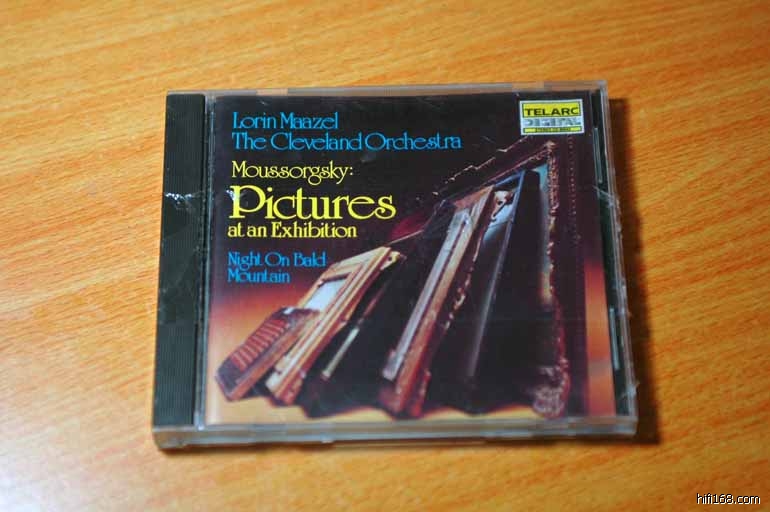 Lorin Maazel
The Cleveland Orchestra
TELARC
DIGITAL
Moussorgsky:
Pictures
at an Exhibition
Night On Bald
Mountain
hifi168.com